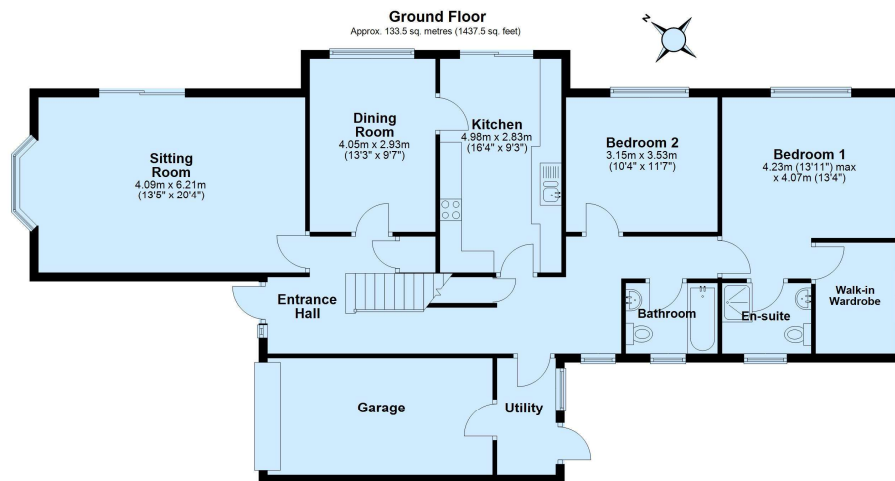 Ground Floor
Approx. 133.5 sq. metres (1437.5 sq. feet)
N
Sitting
Room
4.09m x 6.21m
(13'5" x 20'4")
Dining
Room
4.05m x 2.93m
(13'3" x 9'7")
Kitchen
4.98m x 2.83m
(16'4" x 9'3")
Bedroom 2
3.15m x 3.53m
(10'4" x 11'7")
Bedroom 1
4.23m (13'11") max
x 4.07m (13'4")
Entrance
Hall
Bathroom
En-suite
Walk-in
Wardrobe
Garage
Utility